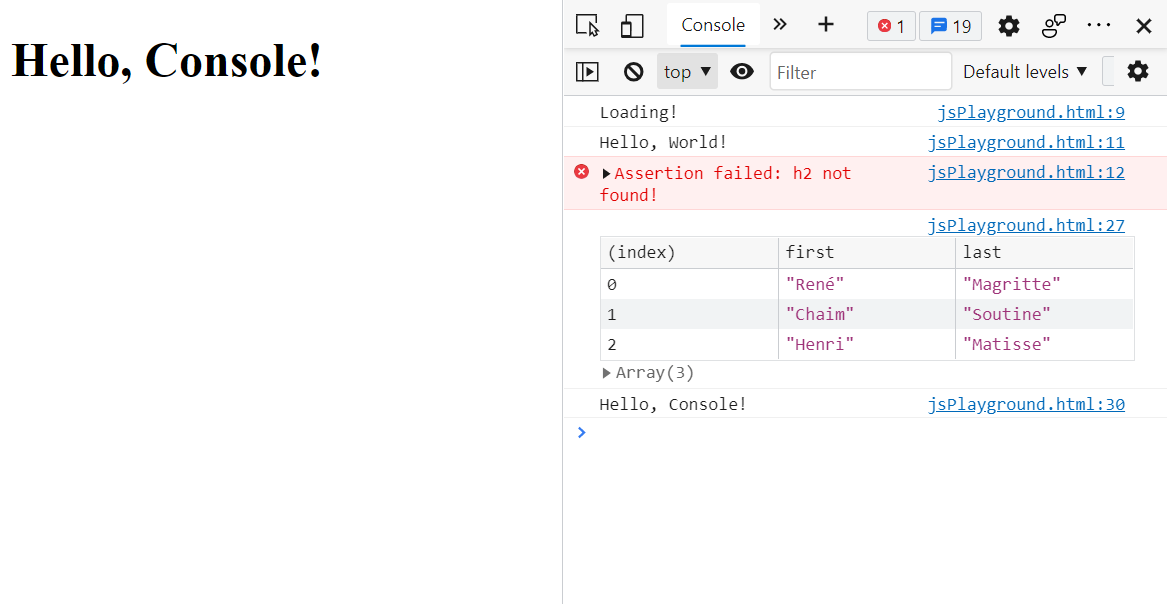 Hello, Console!
Console 1 19
top ▼ Filter Default levels ▼
Loading! jsPlayground.html:9
Hello, World! jsPlayground.html:11
Assertion failed: h2 not jsPlayground.html:12
found!
jsPlayground.html:27
(index) first last
0 "René" "Magritte"
1 "Chaim" "Soutine"
2 "Henri" "Matisse"
Array(3)
Hello, Console! jsPlayground.html:30